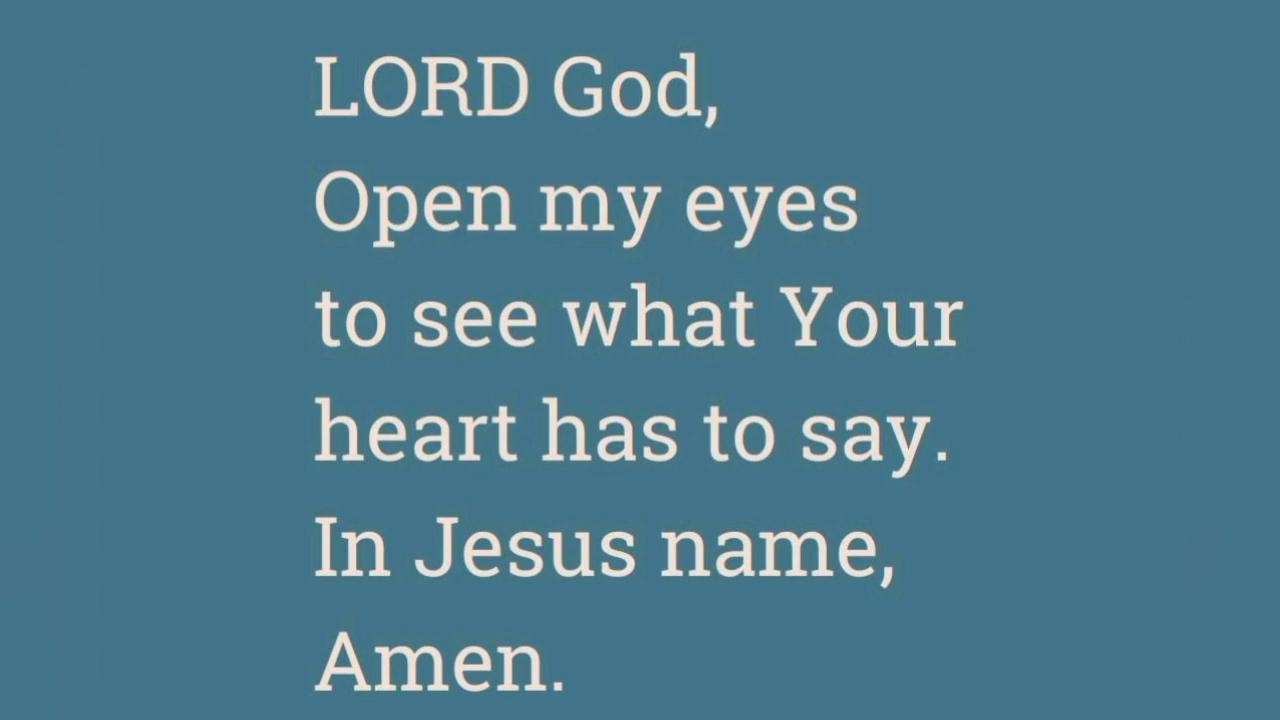 LORD God,
Open my eyes
to see what Your
heart has to say.
In Jesus name,
Amen.